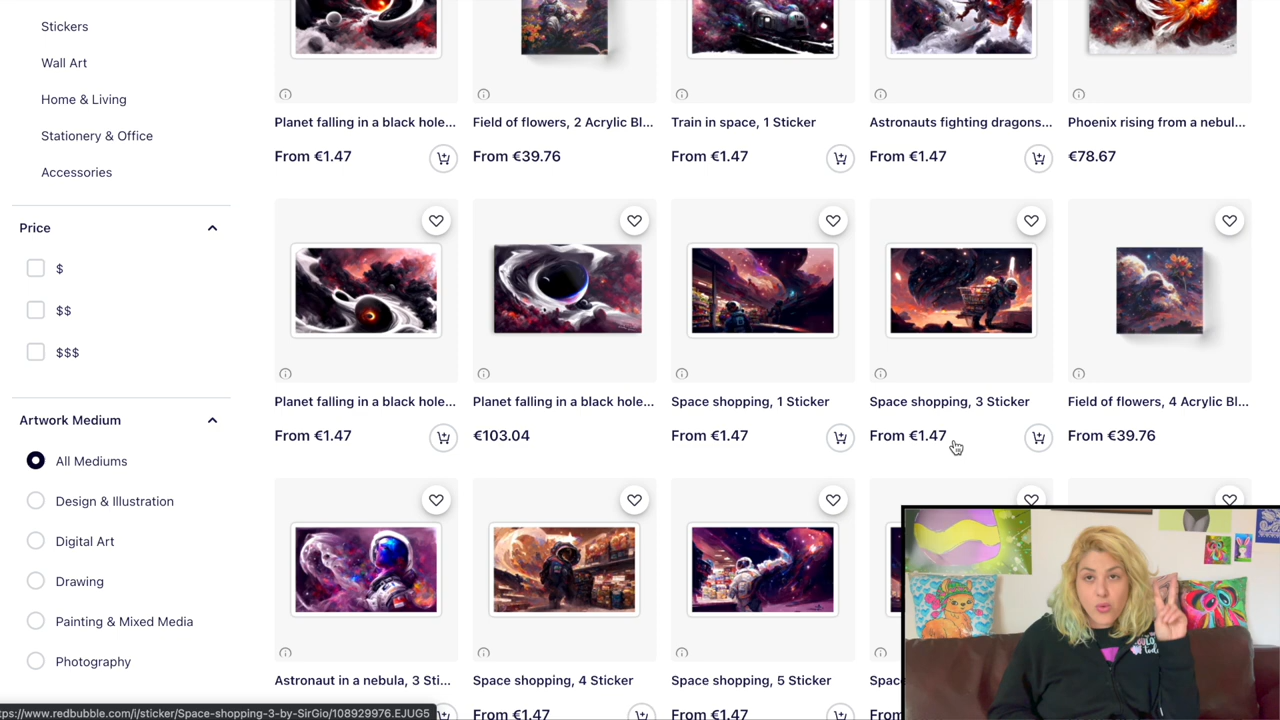 Stickers
Wall Art
Home & Living
Stationery & Office
Accessories
Price
$
$$
$$$
Artwork Medium
All Mediums
Design & Illustration
Digital Art
Drawing
Painting & Mixed Media
Photography
Planet falling in a black hole... Field of flowers, 2 Acrylic Bl... Train in space, 1 Sticker Astronauts fighting dragons... Phoenix rising from a nebul...
From €1.47 From €39.76 From €1.47 From €1.47 €78.67
Planet falling in a black hole... Planet falling in a black hole... Space shopping, 1 Sticker Space shopping, 3 Sticker Field of flowers, 4 Acrylic Bl...
From €1.47 €103.04 From €1.47 From €1.47 From €39.76
Astronaut in a nebula, 3 Sti... Space shopping, 4 Sticker Space shopping, 5 Sticker Spac
From €1.47 From €1.47 From €1.47
tps://www.redbubble.com/i/sticker/Space-shopping-3-by-SirGio/108929976.EJUG5